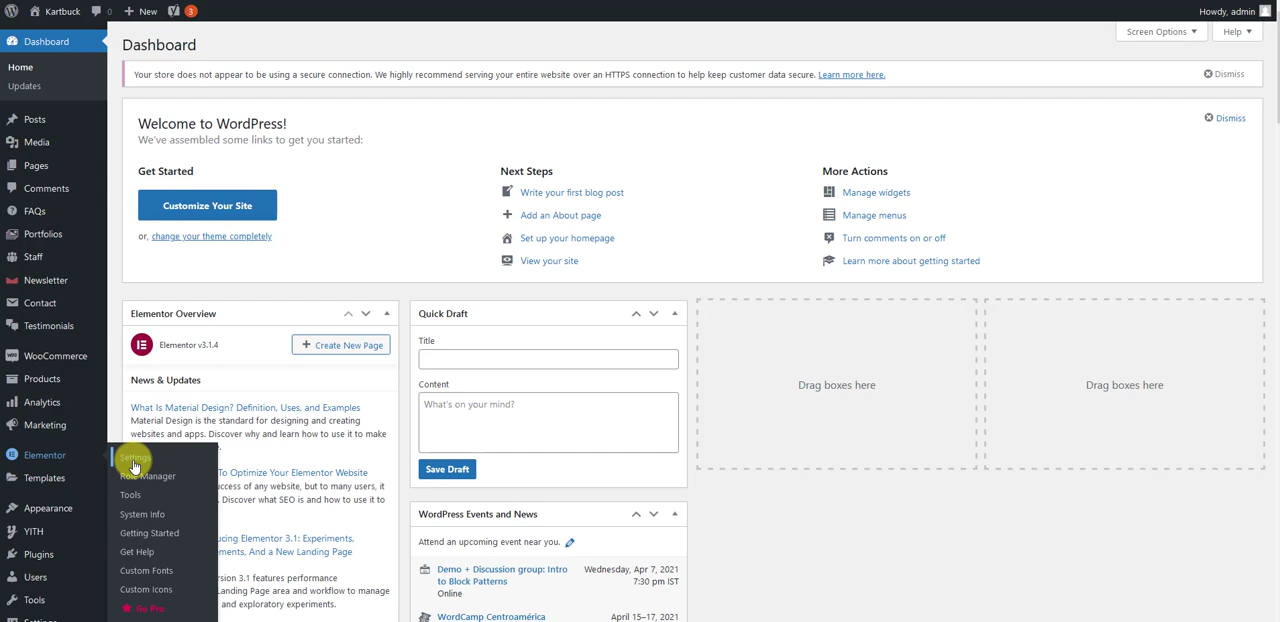 Kartbuck 0 New 3 Howdy, admin
Dashboard
Home
Updates
Posts
Media
Pages
Comments
FAQs
Portfolios
Staff
Newsletter
Contact
Testimonials
WooCommerce
Products
Analytics
Marketing
Elementor
Templates
Appearance
YITH
Plugins
Users
Tools
Settings
Settings
Role Manager
Tools
System Info
Getting Started
Get Help
Custom Fonts
Custom Icons
Go Pro
Screen Options ▼ Help ▼
Dashboard
Your store does not appear to be using a secure connection. We highly recommend serving your entire website over an HTTPS connection to help keep customer data secure. Learn more here. Dismiss
Welcome to WordPress! Dismiss
We've assembled some links to get you started:
Get Started
Customize Your Site
or, change your theme completely
Next Steps
Write your first blog post
Add an About page
Set up your homepage
View your site
More Actions
Manage widgets
Manage menus
Turn comments on or off
Learn more about getting started
Elementor Overview
Elementor v3.1.4
Create New Page
News & Updates
What Is Material Design? Definition, Uses, and Examples
Material Design is the standard for designing and creating
websites and apps. Discover why and learn how to use it to make
To Optimize Your Elementor Website
uccess of any website, but to many users, it
. Discover what SEO is and how to use it to
ucing Elementor 3.1: Experiments,
ements, And a New Landing Page
rsion 3.1 features performance
Landing Page area and workflow to manage
and exploratory experiments.
Quick Draft
Title
Content
What's on your mind?
Save Draft
WordPress Events and News
Attend an upcoming event near you.
Demo + Discussion group: Intro
to Block Patterns
Online
Wednesday, Apr 7, 2021
7:30 pm IST
WordCamp Centroamérica April 15–17, 2021
Drag boxes here
Drag boxes here